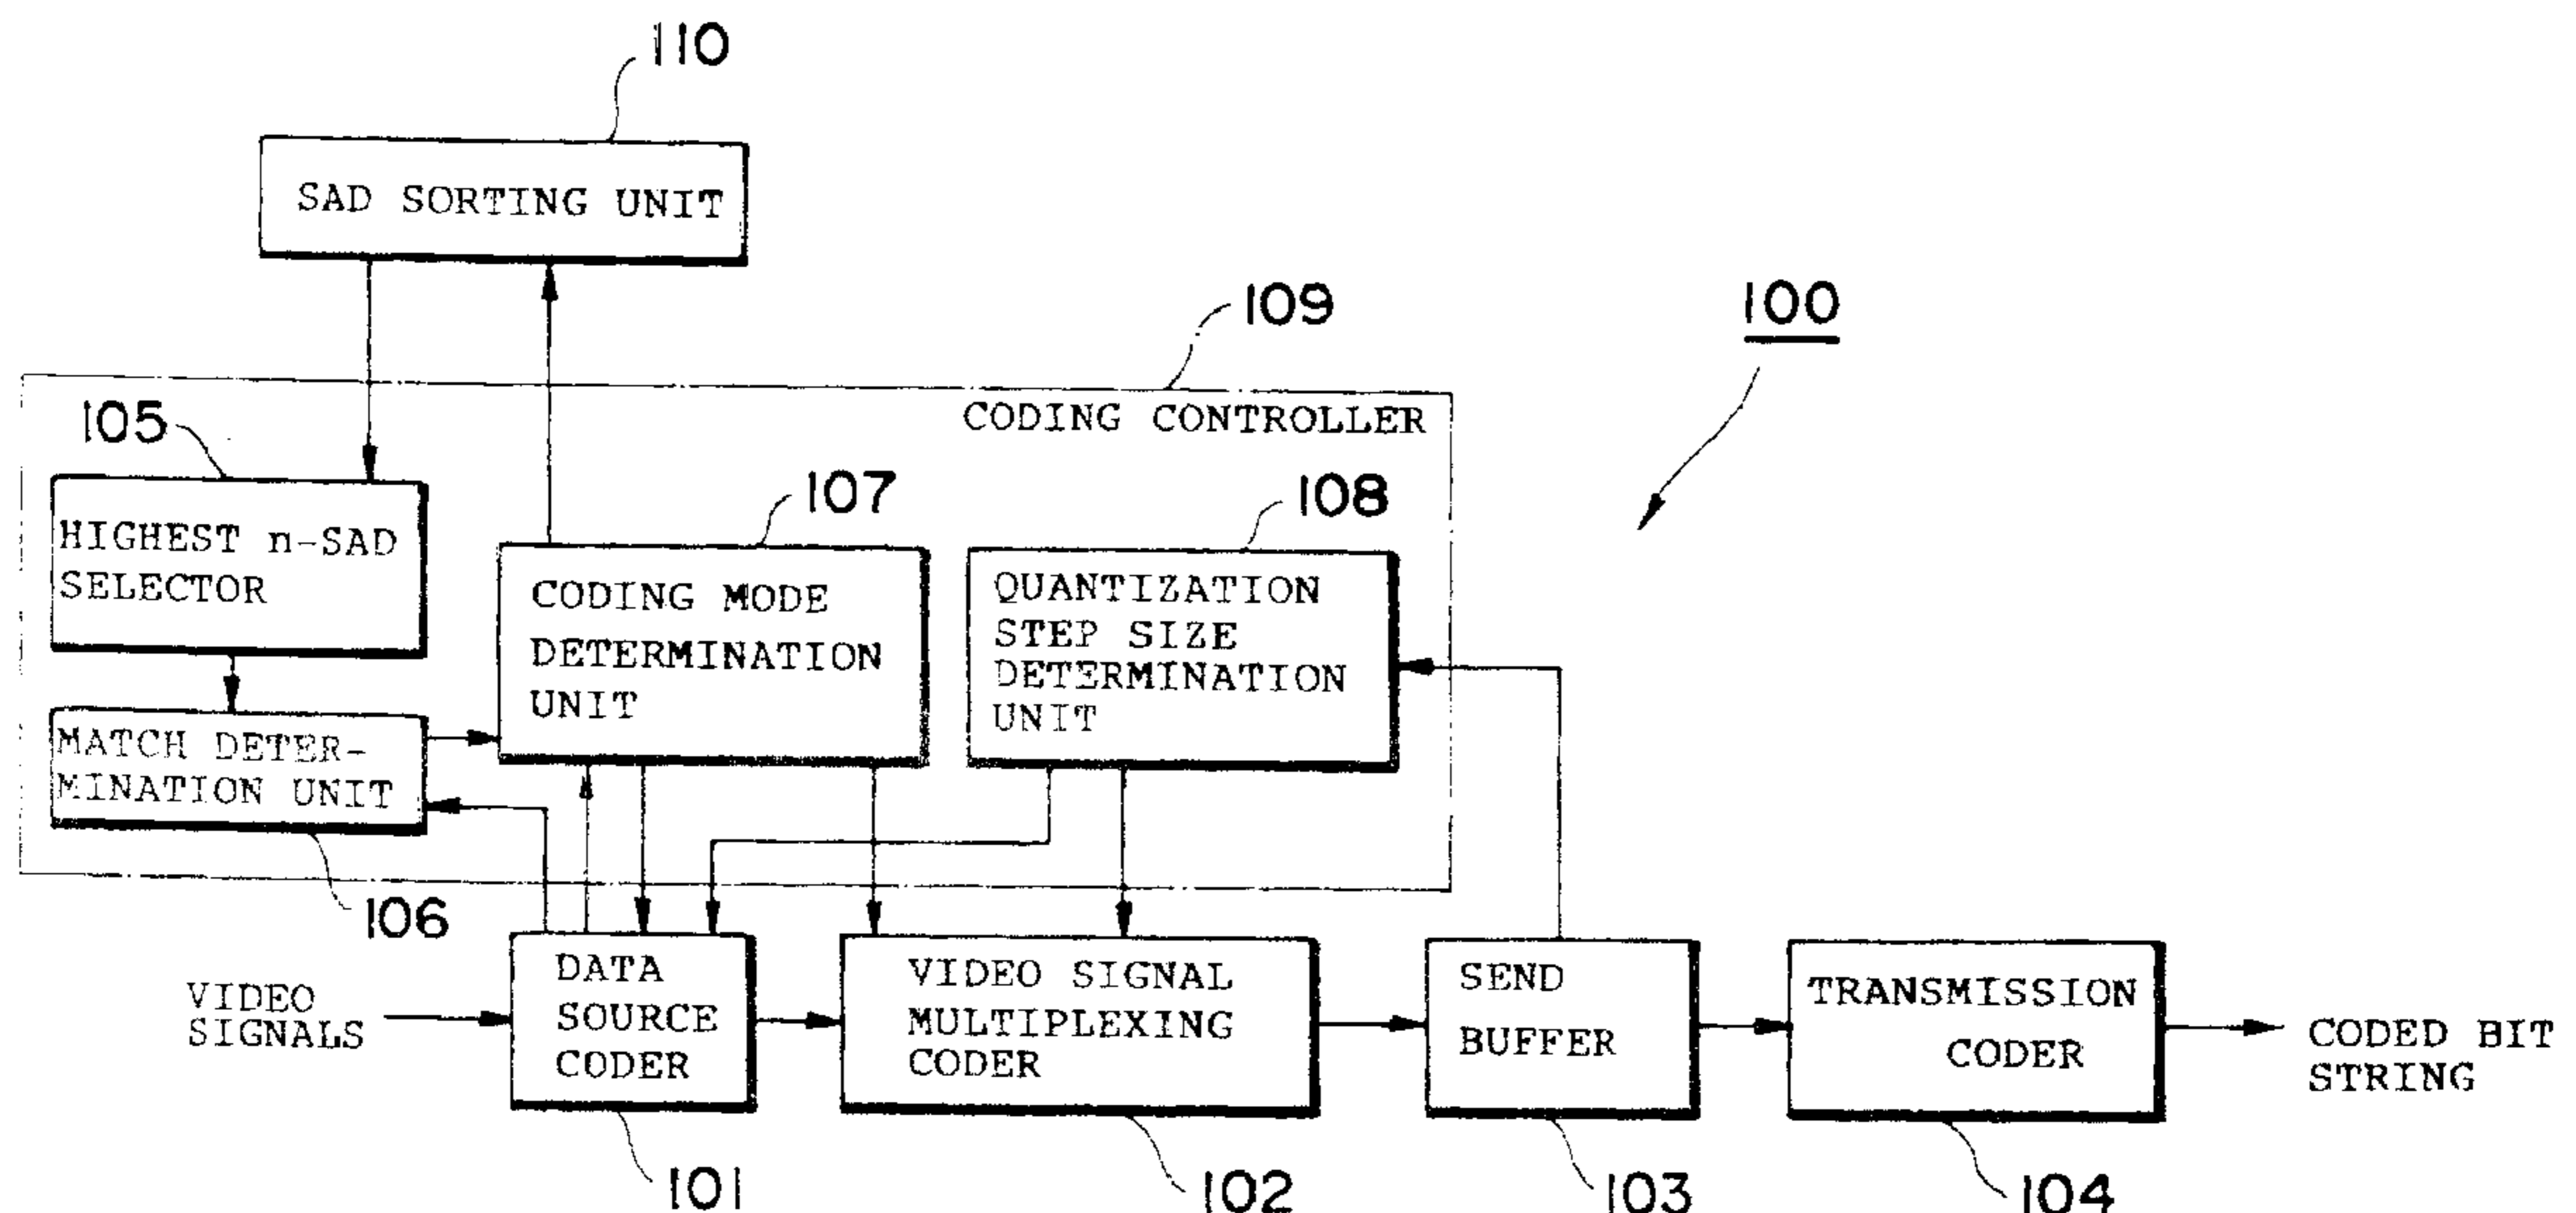 110
SAD SORTING UNIT
109
100
CODING CONTROLLER
105
HIGHEST n-SAD
SELECTOR
107
CODING MODE
DETERMINATION
UNIT
108
QUANTIZATION
STEP SIZE
DETERMINATION
UNIT
MATCH DETER-
MINATION UNIT
106
VIDEO
SIGNALS
DATA
SOURCE
CODER
VIDEO SIGNAL
MULTIPLEXING
CODER
SEND
BUFFER
TRANSMISSION
CODER
CODED BIT
STRING
101
102
103
104